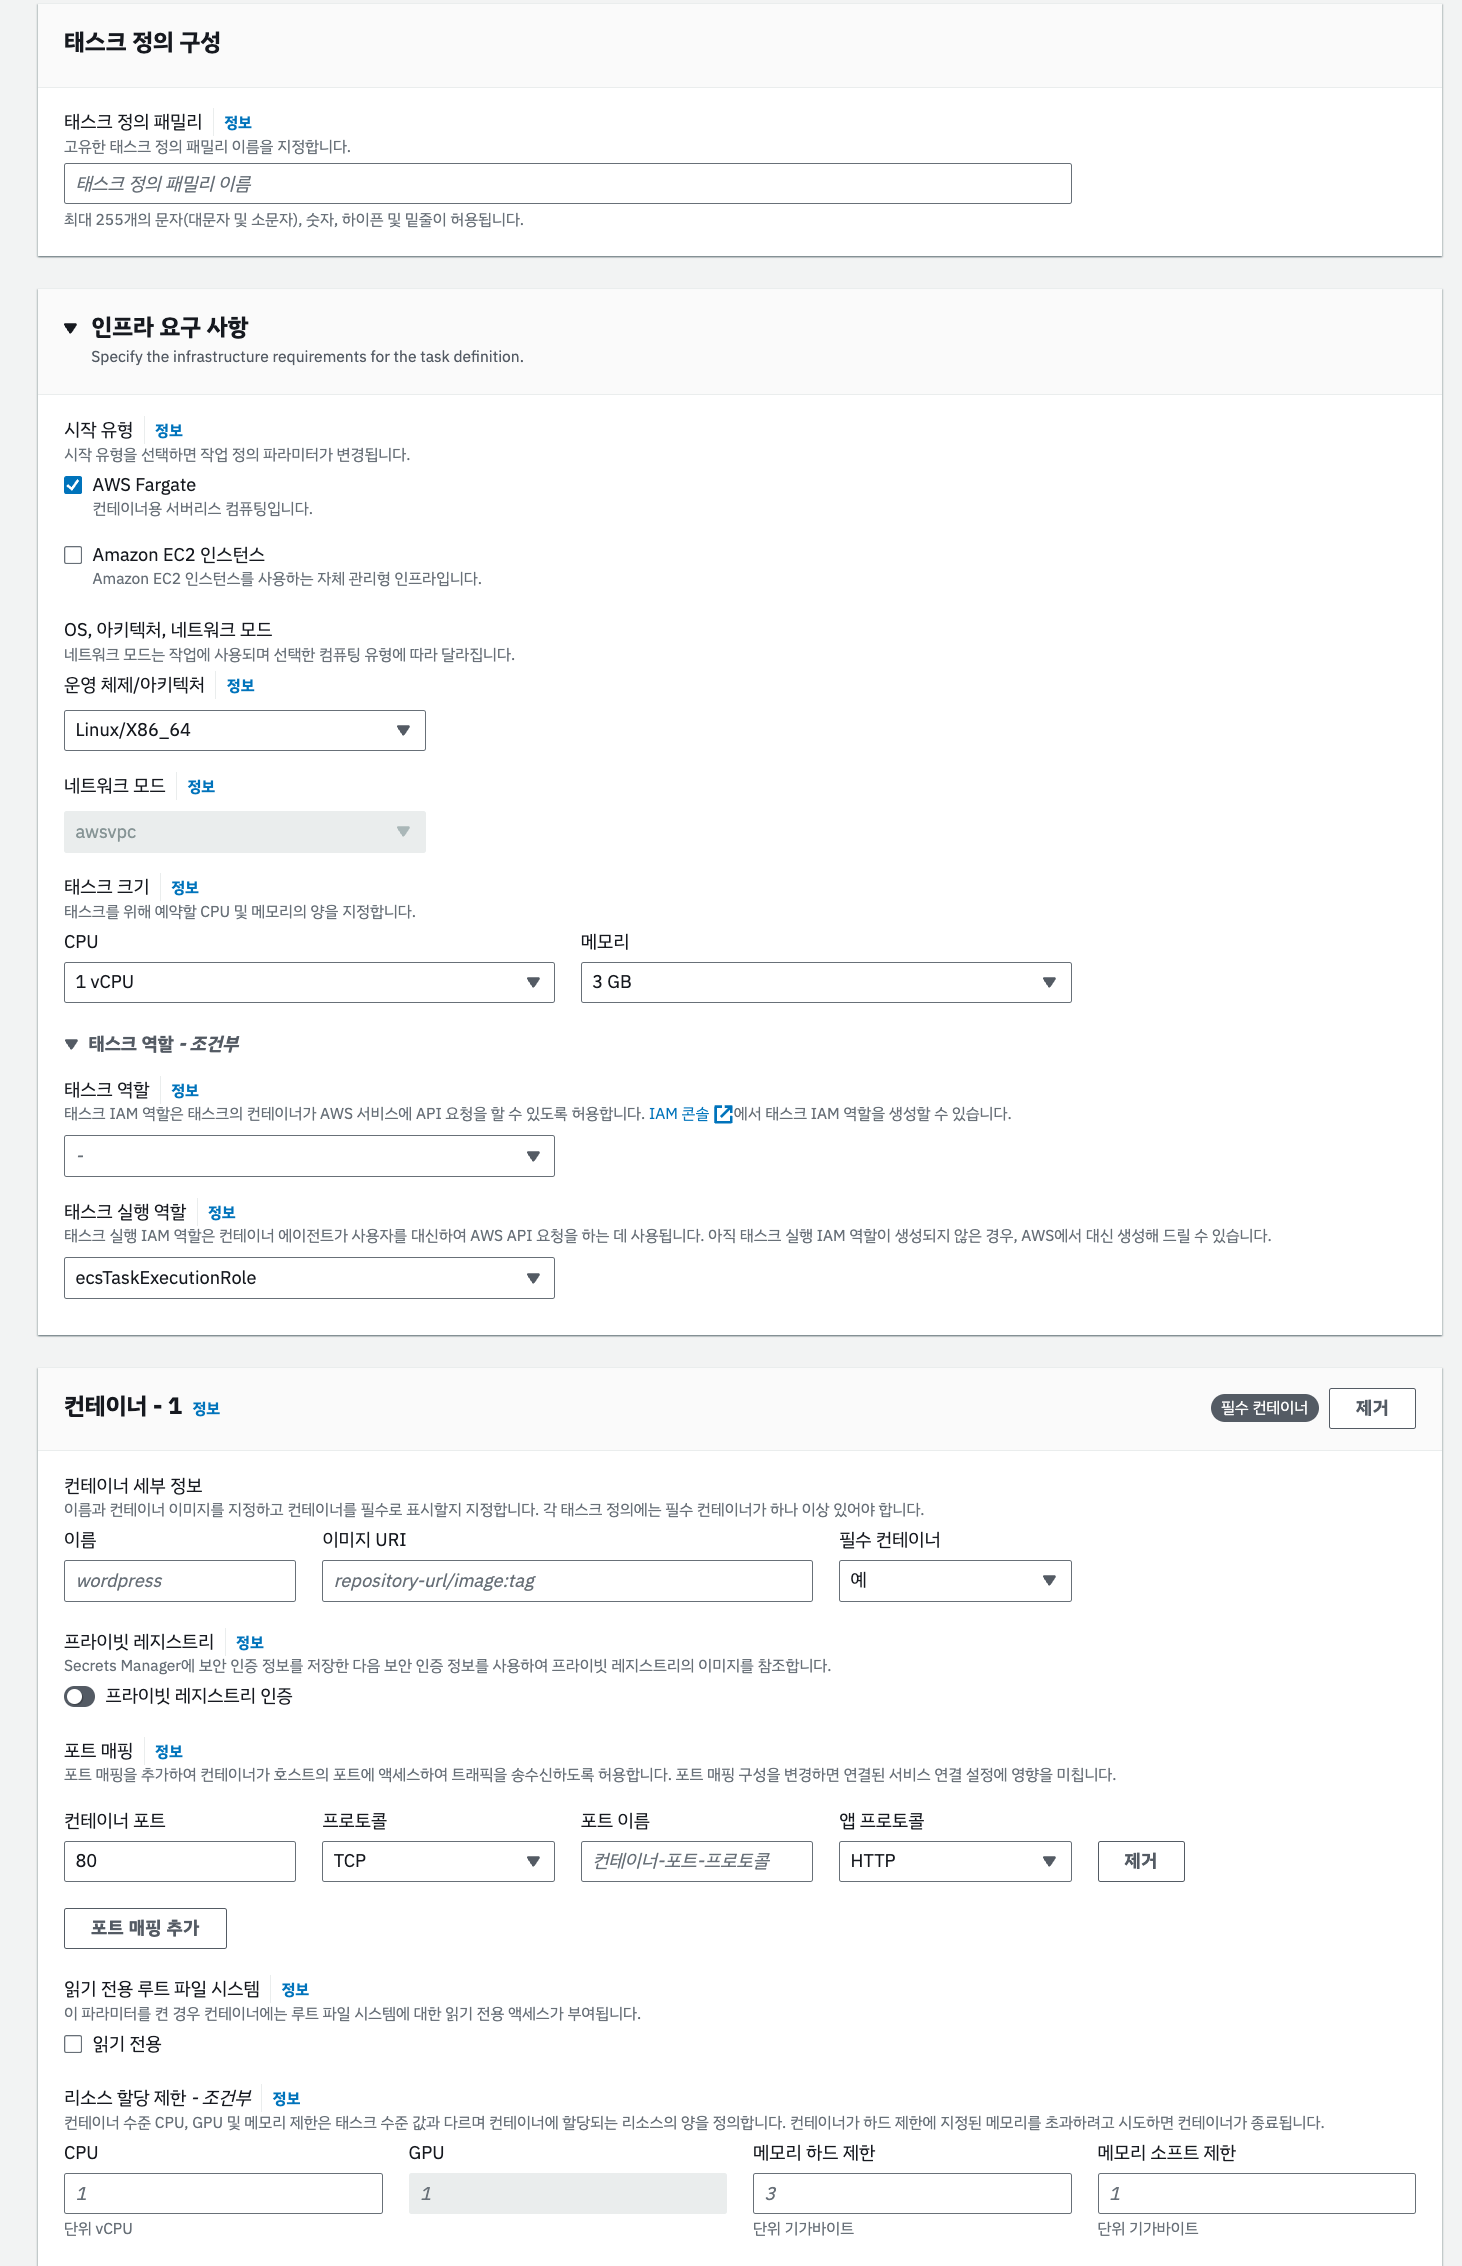 태스크 정의 구성
태스크 정의 패밀리 정보
고유한 태스크 정의 패밀리 이름을 지정합니다.
태스크 정의 패밀리 이름
최대 255개의 문자(대문자 및 소문자), 숫자, 하이픈 및 밑줄이 허용됩니다.
인프라 요구 사항
Specify the infrastructure requirements for the task definition.
시작 유형 정보
시작 유형을 선택하면 작업 정의 파라미터가 변경됩니다.
AWS Fargate
컨테이너용 서버리스 컴퓨팅입니다.
Amazon EC2 인스턴스
Amazon EC2 인스턴스를 사용하는 자체 관리형 인프라입니다.
OS, 아키텍처, 네트워크 모드
네트워크 모드는 작업에 사용되며 선택한 컴퓨팅 유형에 따라 달라집니다.
운영 체제/아키텍처 정보
Linux/X86_64
네트워크 모드 정보
awsvpc
태스크 크기 정보
태스크를 위해 예약할 CPU 및 메모리의 양을 지정합니다.
CPU 메모리
1 vCPU 3 GB
태스크 역할 - 조건부
태스크 역할 정보
태스크 IAM 역할은 태스크의 컨테이너가 AWS 서비스에 API 요청을 할 수 있도록 허용합니다. IAM 콘솔에서 태스크 IAM 역할을 생성할 수 있습니다.
-
태스크 실행 역할 정보
태스크 실행 IAM 역할은 컨테이너 에이전트가 사용자를 대신하여 AWS API 요청을 하는 데 사용됩니다. 아직 태스크 실행 IAM 역할이 생성되지 않은 경우, AWS에서 대신 생성해 드릴 수 있습니다.
ecsTaskExecutionRole
컨테이너 - 1 정보 필수 컨테이너 제거
컨테이너 세부 정보
이름과 컨테이너 이미지를 지정하고 컨테이너를 필수로 표시할지 지정합니다. 각 태스크 정의에는 필수 컨테이너가 하나 이상 있어야 합니다.
이름 이미지 URI 필수 컨테이너
wordpress repository-url/image:tag 예
프라이빗 레지스트리 정보
Secrets Manager에 보안 인증 정보를 저장한 다음 보안 인증 정보를 사용하여 프라이빗 레지스트리의 이미지를 참조합니다.
프라이빗 레지스트리 인증
포트 매핑 정보
포트 매핑을 추가하여 컨테이너가 호스트의 포트에 액세스하여 트래픽을 송수신하도록 허용합니다. 포트 매핑 구성을 변경하면 연결된 서비스 연결 설정에 영향을 미칩니다.
컨테이너 포트 프로토콜 포트 이름 앱 프로토콜
80 TCP 컨테이너-포트-프로토콜 HTTP 제거
포트 매핑 추가
읽기 전용 루트 파일 시스템 정보
이 파라미터를 켠 경우 컨테이너에는 루트 파일 시스템에 대한 읽기 전용 액세스가 부여됩니다.
읽기 전용
리소스 할당 제한 - 조건부 정보
컨테이너 수준 CPU, GPU 및 메모리 제한은 태스크 수준 값과 다르며 컨테이너에 할당되는 리소스의 양을 정의합니다. 컨테이너가 하드 제한에 지정된 메모리를 초과하려고 시도하면 컨테이너가 종료됩니다.
CPU GPU 메모리 하드 제한 메모리 소프트 제한
1 1 3 1
단위 vCPU 단위 기가바이트 단위 기가바이트